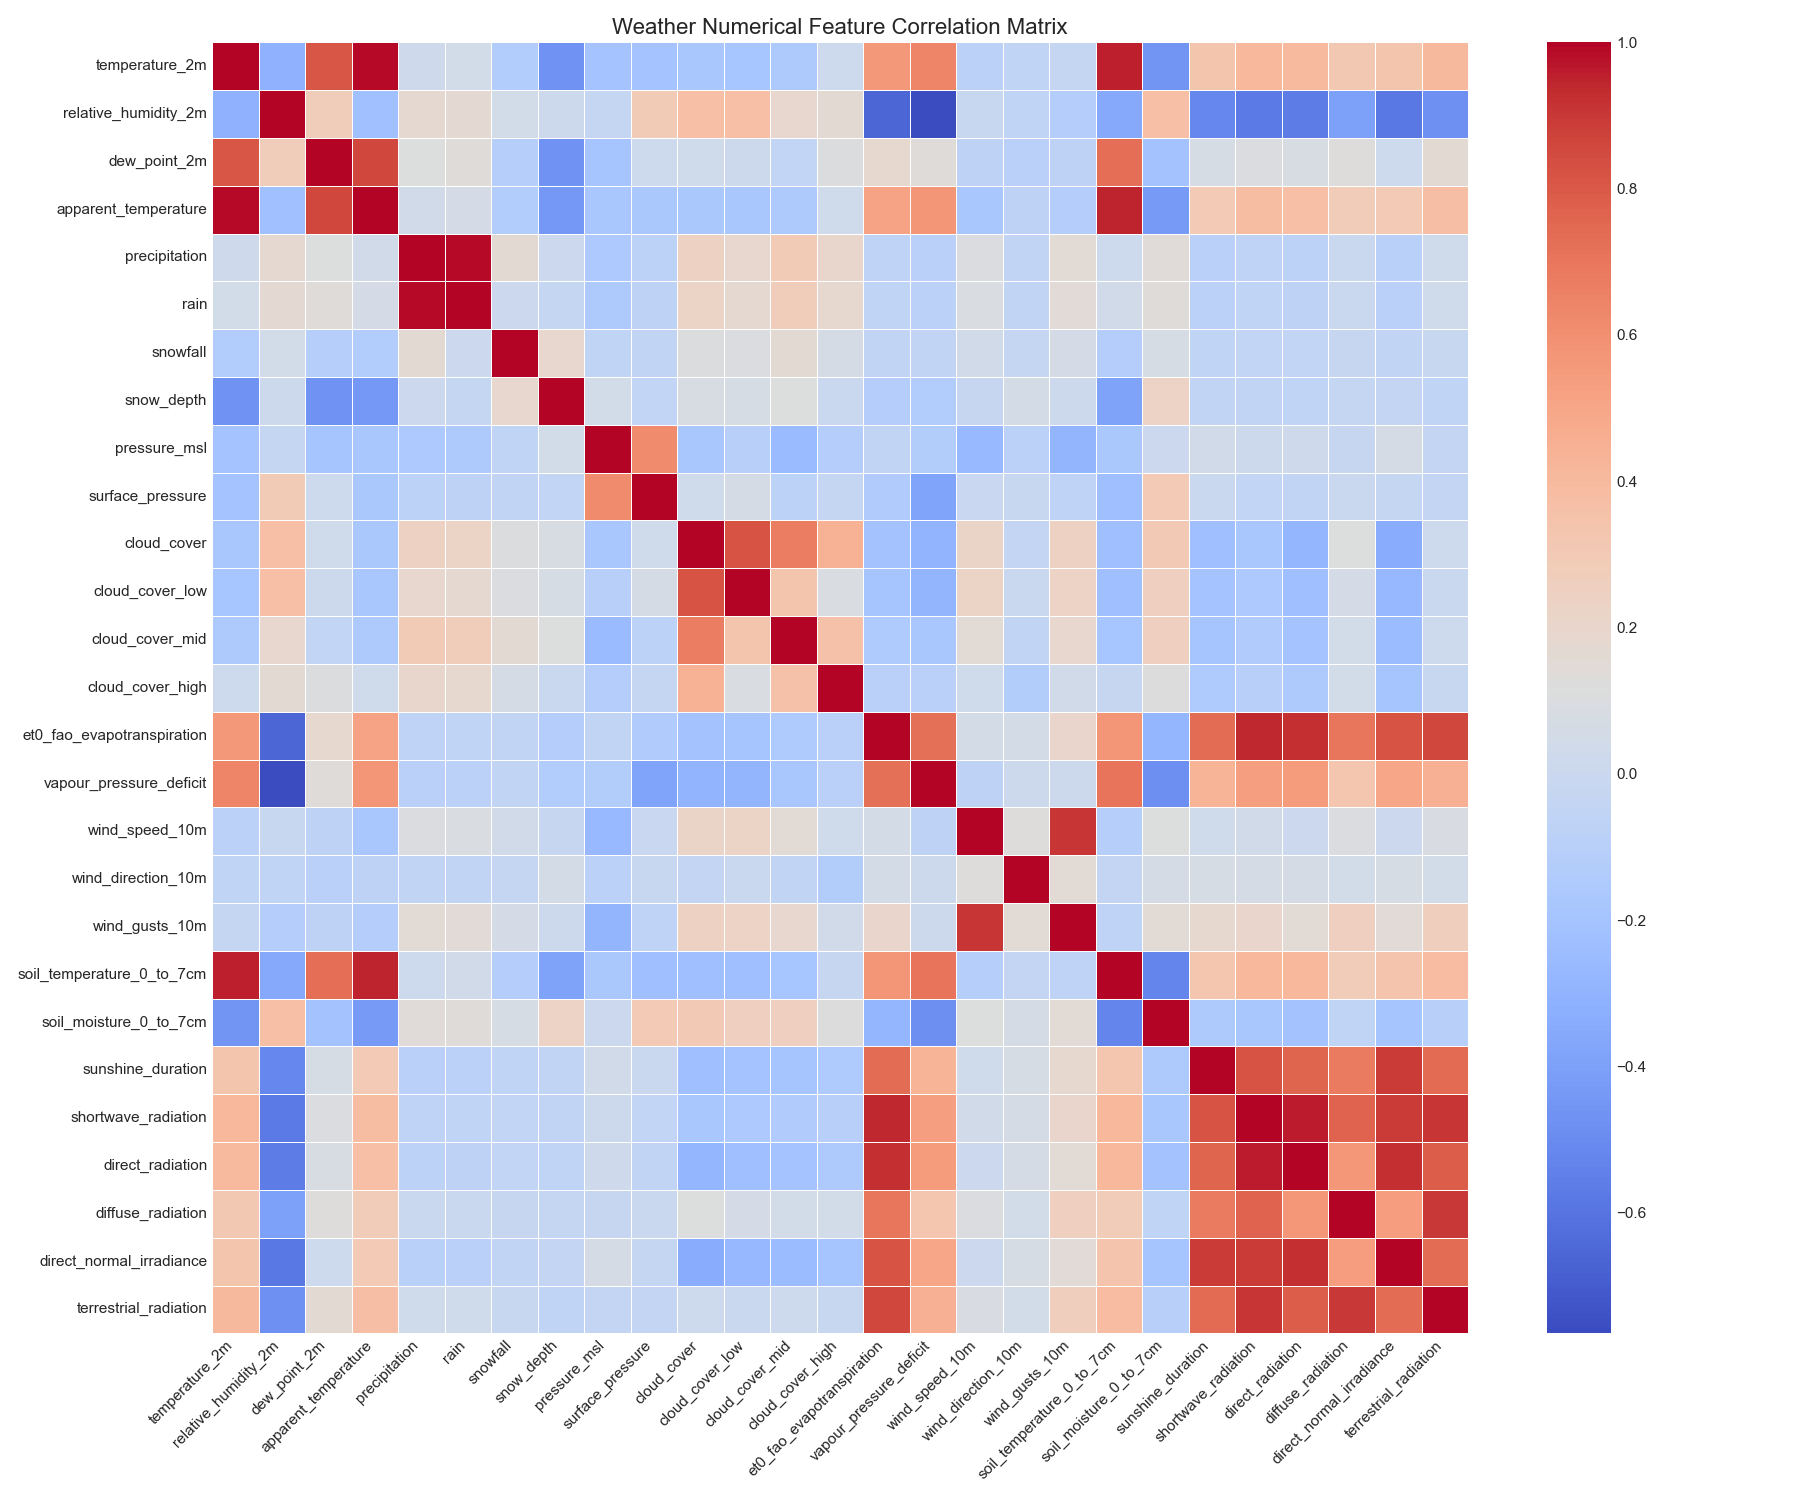 Weather Numerical Feature Correlation Matrix
temperature_2m
relative_humidity_2m
dew_point_2m
apparent_temperature
precipitation
rain
snowfall
snow_depth
pressure_msl
surface_pressure
cloud_cover
cloud_cover_low
cloud_cover_mid
cloud_cover_high
et0_fao_evapotranspiration
vapour_pressure_deficit
wind_speed_10m
wind_direction_10m
wind_gusts_10m
soil_temperature_0_to_7cm
soil_moisture_0_to_7cm
sunshine_duration
shortwave_radiation
direct_radiation
diffuse_radiation
direct_normal_irradiance
terrestrial_radiation
temperature_2m
relative_humidity_2m
dew_point_2m
apparent_temperature
precipitation
rain
snowfall
snow_depth
pressure_msl
surface_pressure
cloud_cover
cloud_cover_low
cloud_cover_mid
cloud_cover_high
et0_fao_evapotranspiration
vapour_pressure_deficit
wind_speed_10m
wind_direction_10m
wind_gusts_10m
soil_temperature_0_to_7cm
soil_moisture_0_to_7cm
sunshine_duration
shortwave_radiation
direct_radiation
diffuse_radiation
direct_normal_irradiance
terrestrial_radiation
1.0
0.8
0.6
0.4
0.2
0.0
−0.2
−0.4
−0.6